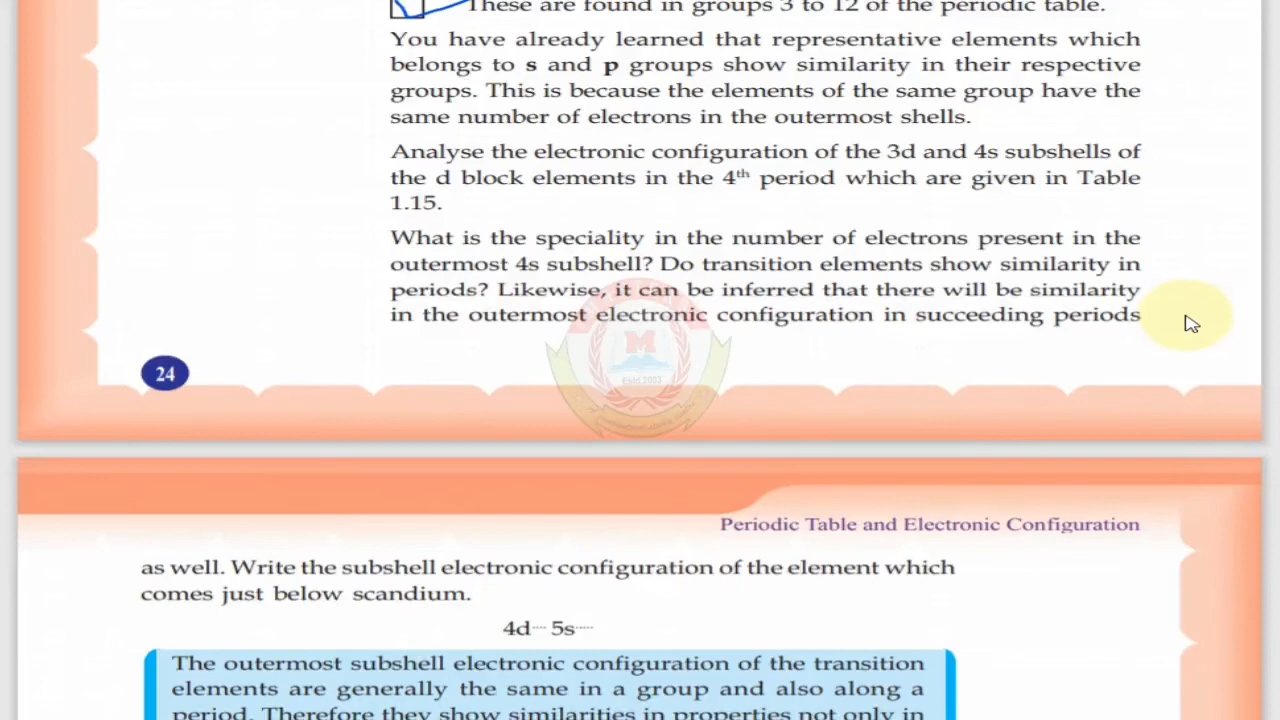 These are found in groups 3 to 12 of the periodic table.
You have already learned that representative elements which
belongs to s and p groups show similarity in their respective
groups. This is because the elements of the same group have the
same number of electrons in the outermost shells.
Analyse the electronic configuration of the 3d and 4s subshells of
the d block elements in the 4th period which are given in Table
1.15.
What is the speciality in the number of electrons present in the
outermost 4s subshell? Do transition elements show similarity in
periods? Likewise, it can be inferred that there will be similarity
in the outermost electronic configuration in succeeding periods
M
Estd.2003
24
Periodic Table and Electronic Configuration
as well. Write the subshell electronic configuration of the element which
comes just below scandium.
4d···· 5s·····
The outermost subshell electronic configuration of the transition
elements are generally the same in a group and also along a
period. Therefore they show similarities in properties not only in